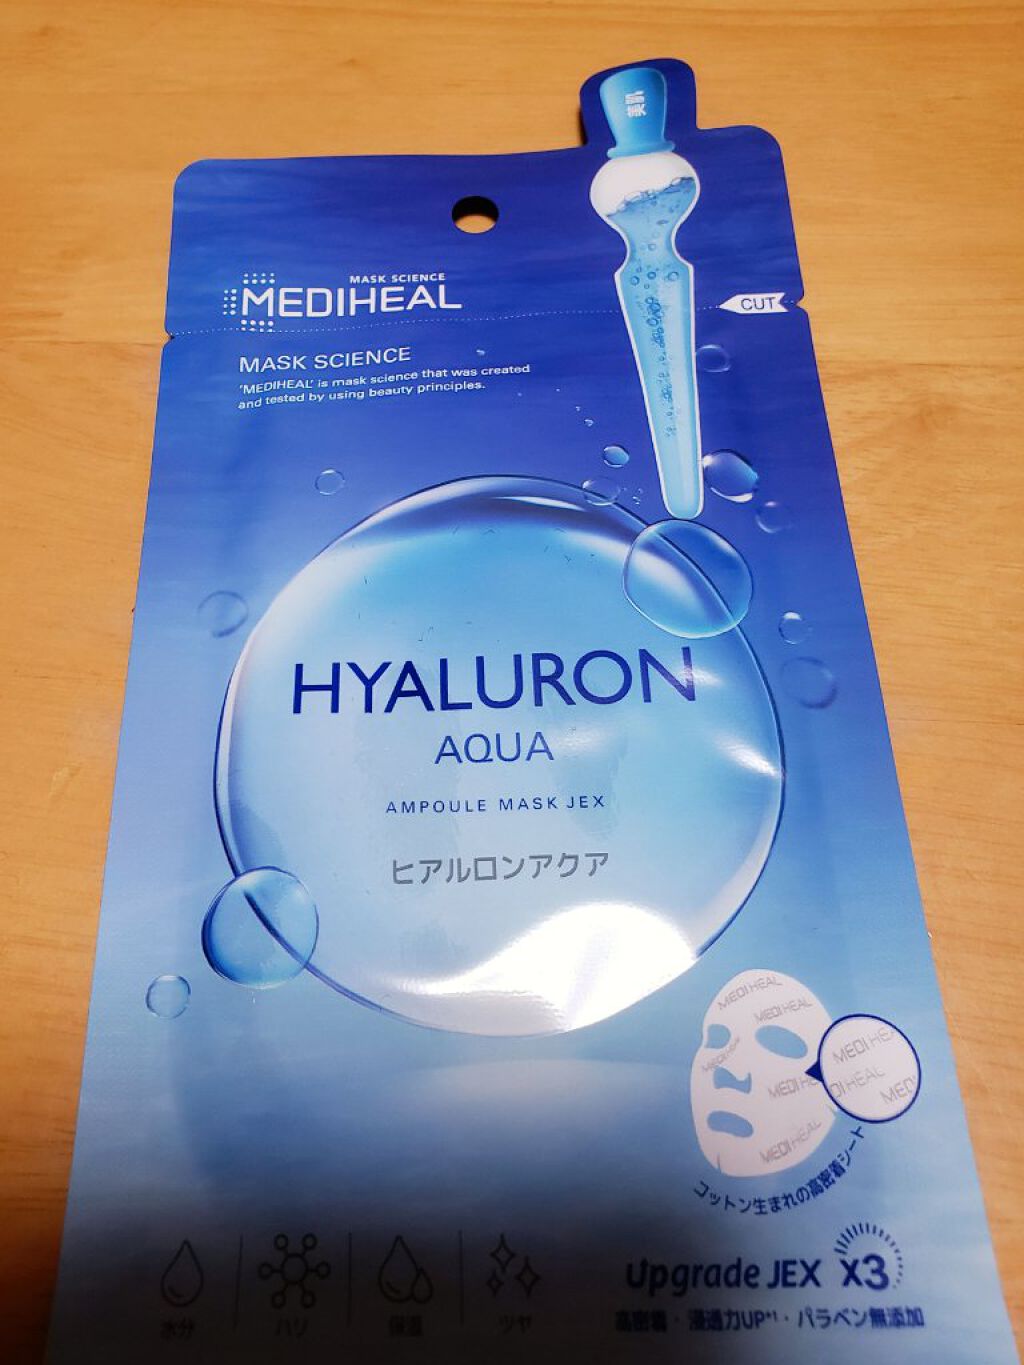 MASK SCIENCE
MEDIHEAL
CUT
MASK SCIENCE
'MEDIHEAL' is mask science that was created
and tested by using beauty principles.
HYALURON
AQUA
AMPOULE MASK JEX
ヒアルロンアクア
MEDIHEAL
MEDIHEAL
MEDIHEAL
MEDIHE
MEDIHEAL
MEDIHEA
DIHEAL
MED
コットン生まれの高密着シート
Upgrade JEX X3
高密着・浸透力UP*1・パラベン無添加
水分
ハリ
保湿
ツヤ